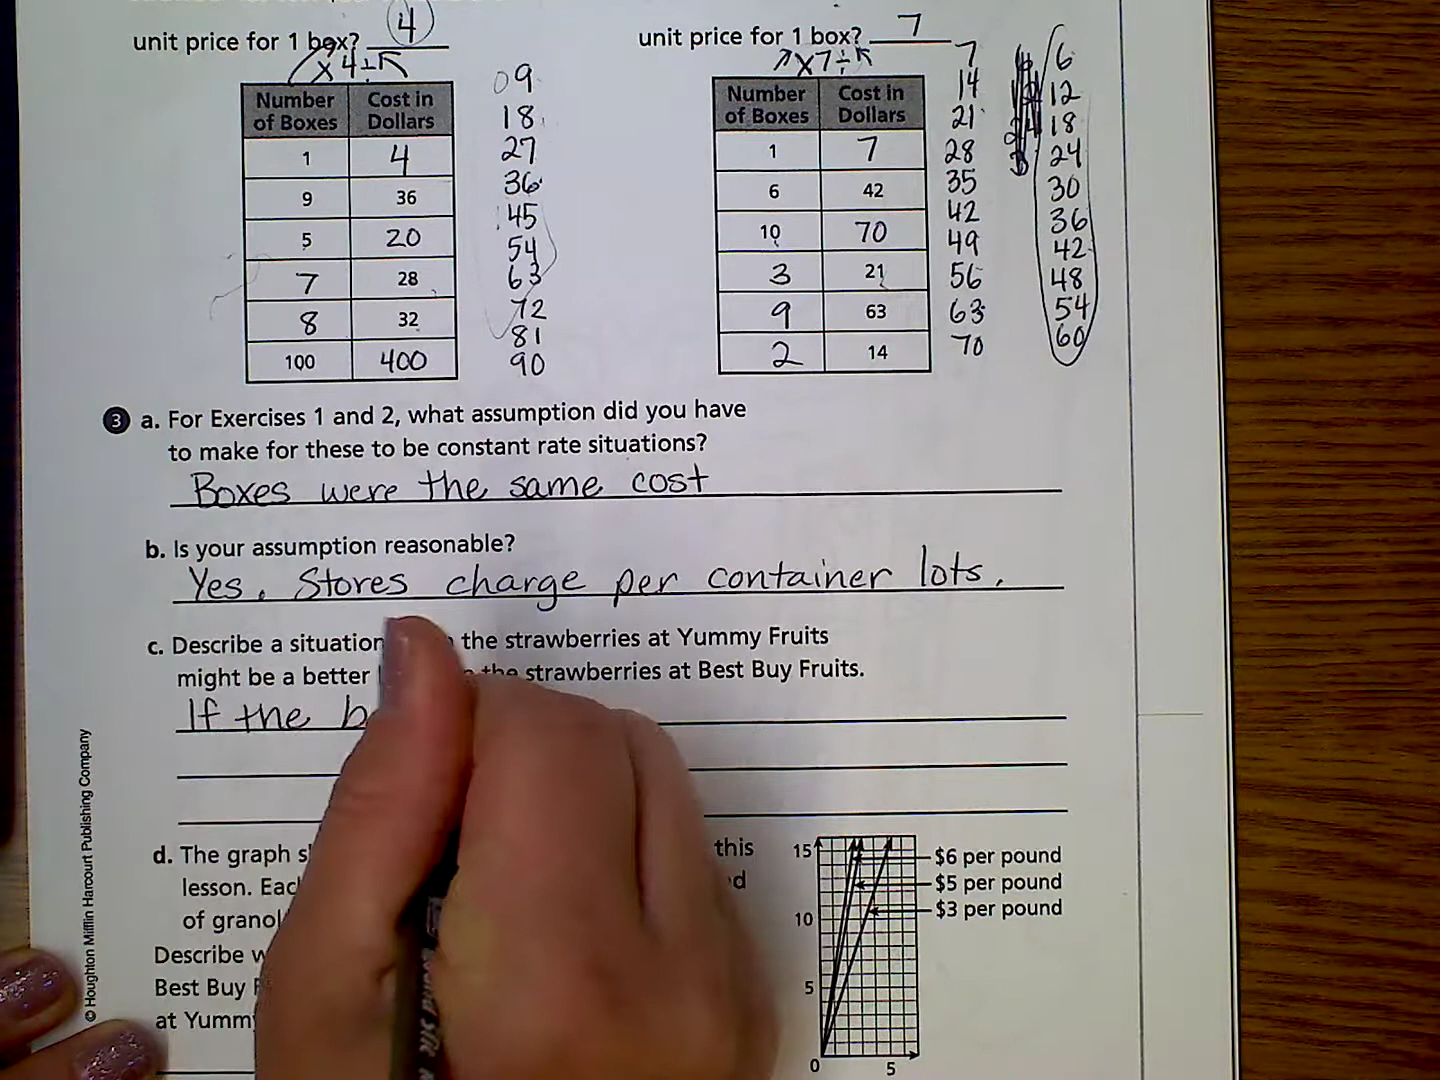 unit price for 1 box? 4
×4 ÷
Number of Boxes Cost in Dollars
1 4
9 36
5 20
7 28
8 32
100 400
09
18
27
36
45
54
63
72
81
90
unit price for 1 box? 7
×7 ÷
Number of Boxes Cost in Dollars
1 7
6 42
10 70
3 21
9 63
2 14
7
14
21
28
35
42
49
56
63
70
6
12
18
24
30
36
42
48
54
60
3 a. For Exercises 1 and 2, what assumption did you have
to make for these to be constant rate situations?
Boxes were the same cost
b. Is your assumption reasonable?
Yes. Stores charge per container lots.
c. Describe a situation the strawberries at Yummy Fruits
might be a better the strawberries at Best Buy Fruits.
If the b
d. The graph this
lesson.
of
Describe
Best Buy
at
15
10
5
0
5
$6 per pound
$5 per pound
$3 per pound
© Houghton Mifflin Harcourt Publishing Company